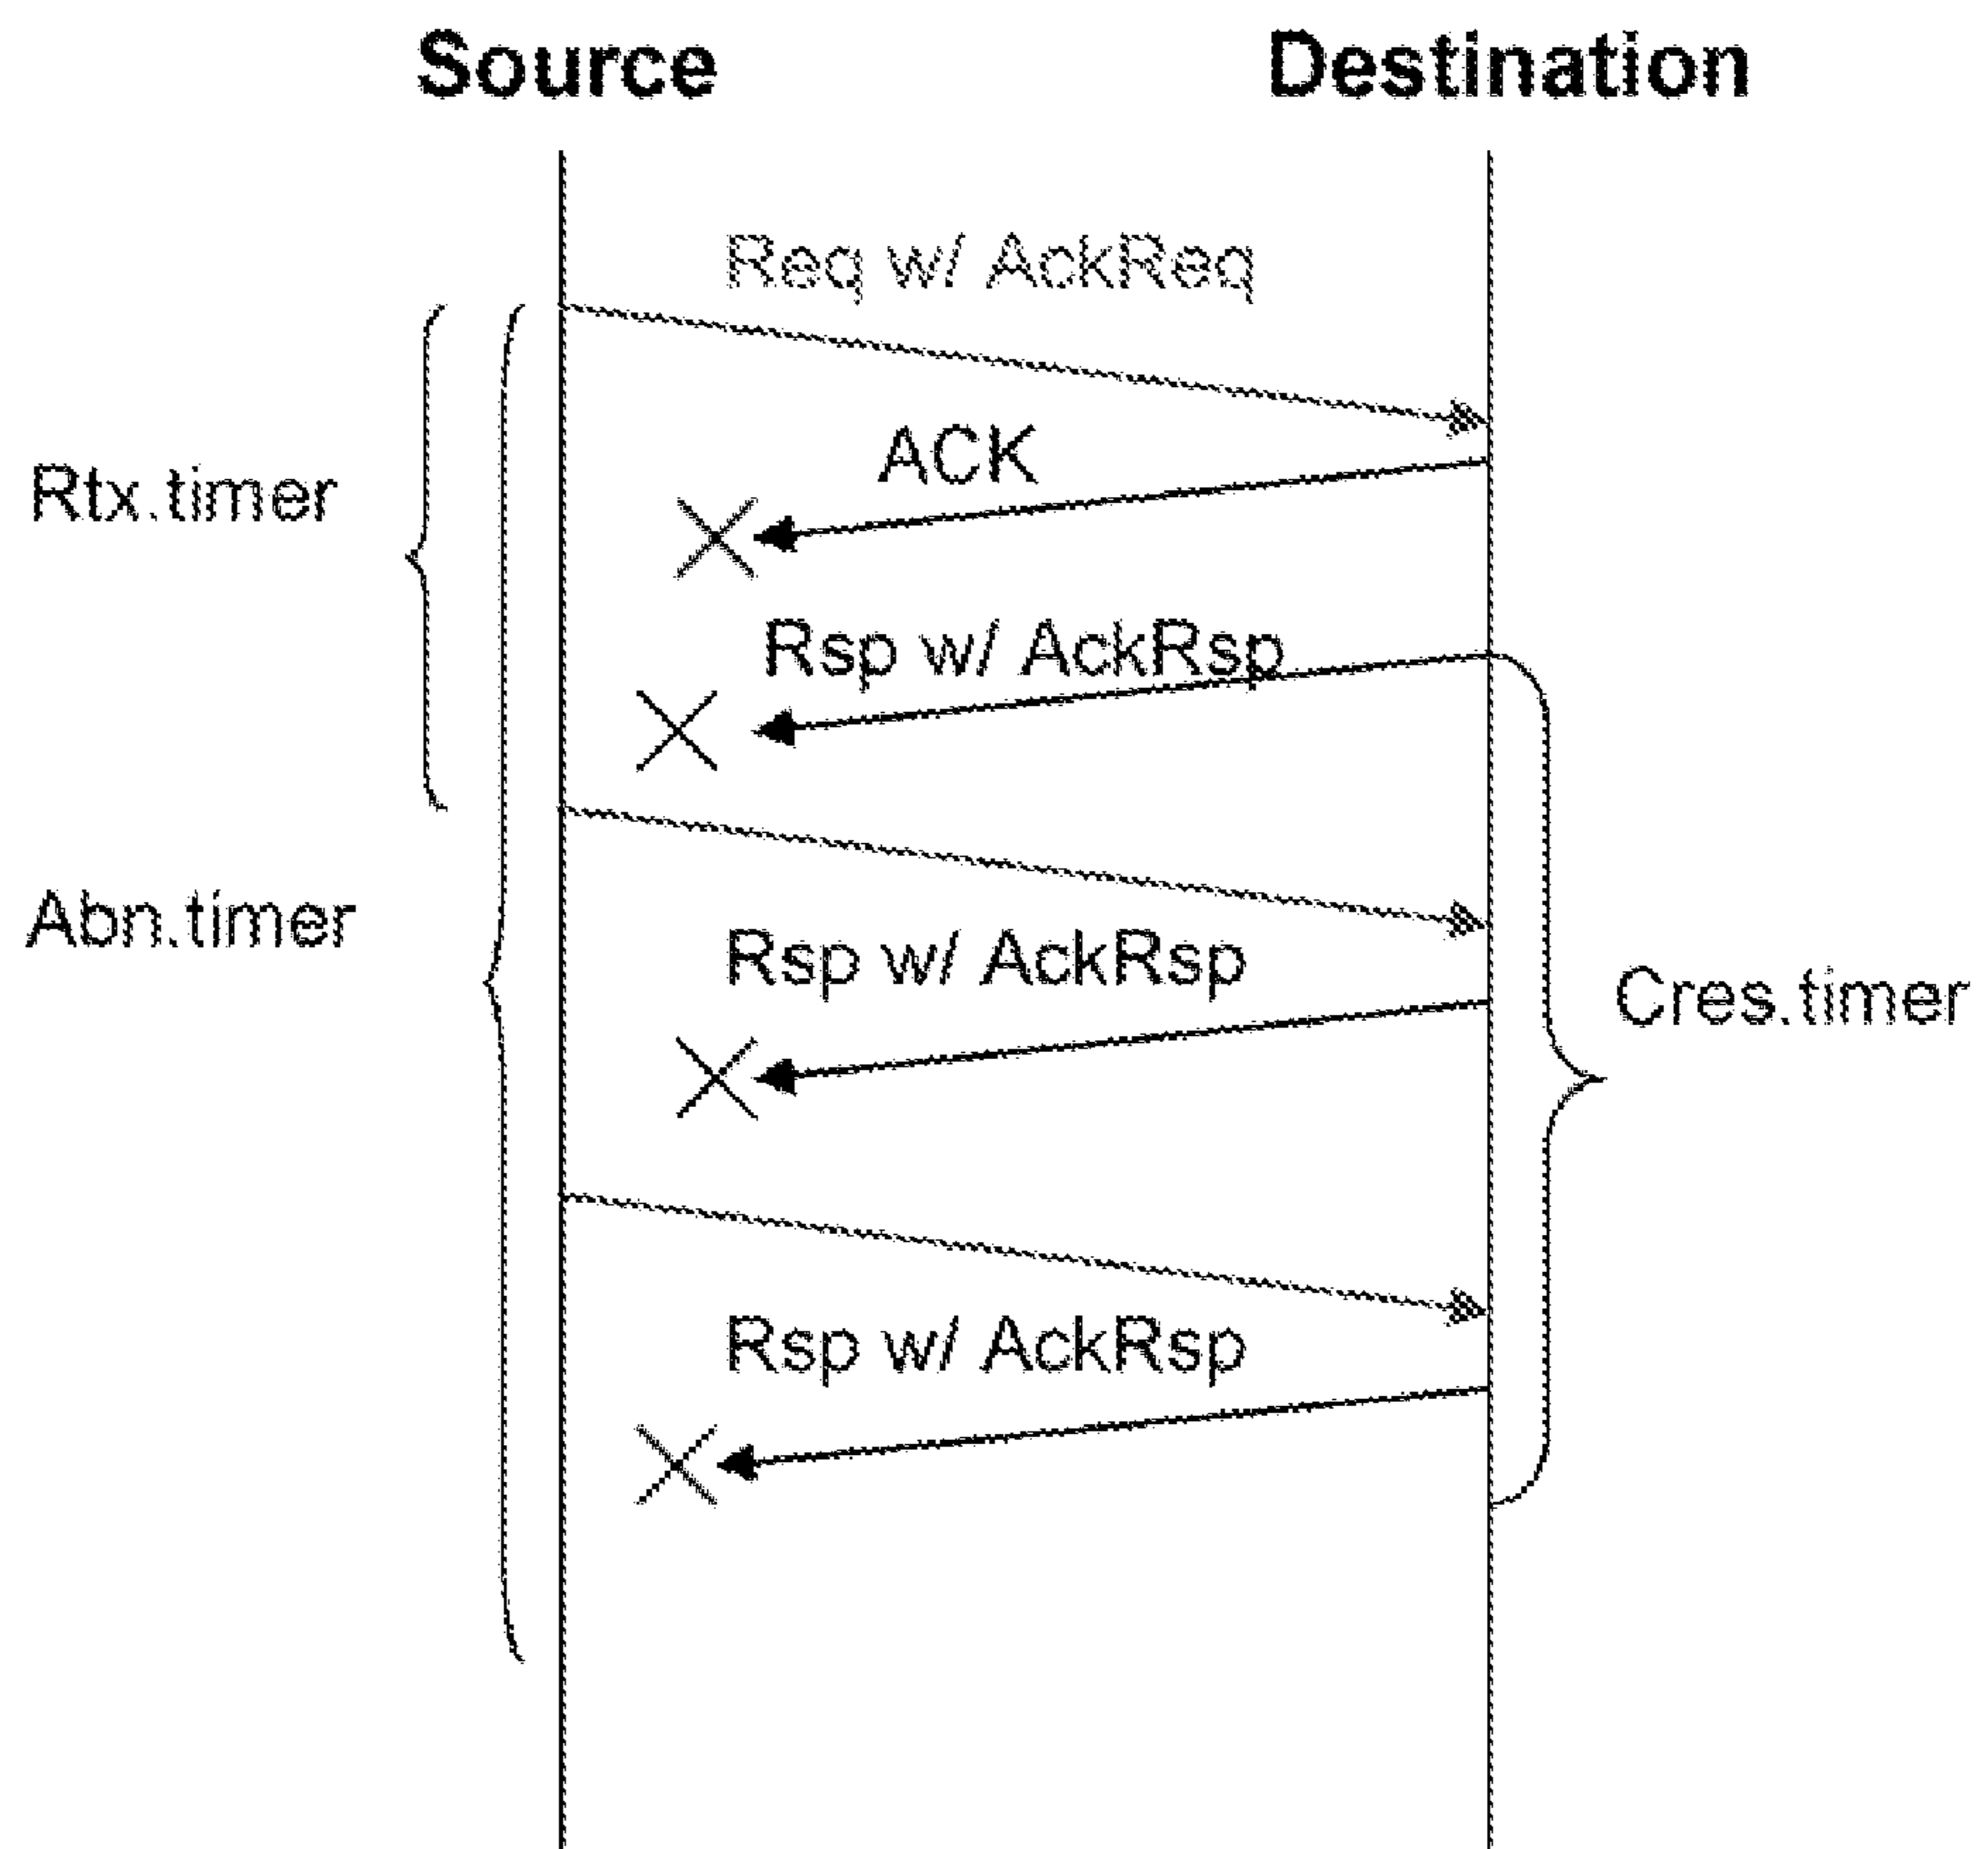 Source
Destination
Req w/ AckReq
ACK
Rtx.timer
Rsp w/ AckRsp
Abn.timer
Rsp w/ AckRsp
Cres.timer
Rsp w/ AckRsp